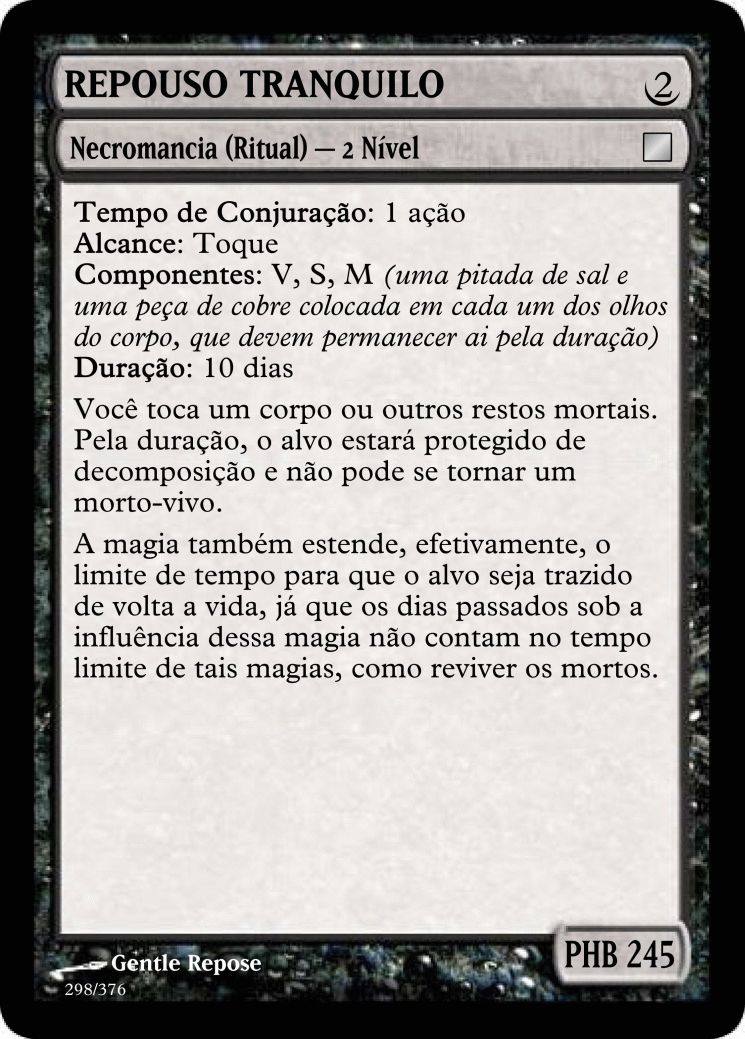 REPOUSO TRANQUILO
2
Necromancia (Ritual) – 2 Nível
Tempo de Conjuração: 1 ação
Alcance: Toque
Componentes: V, S, M (uma pitada de sal e
uma peça de cobre colocada em cada um dos olhos
do corpo, que devem permanecer ai pela duração)
Duração: 10 dias
Você toca um corpo ou outros restos mortais.
Pela duração, o alvo estará protegido de
decomposição e não pode se tornar um
morto-vivo.
A magia também estende, efetivamente, o
limite de tempo para que o alvo seja trazido
de volta a vida, já que os dias passados sob a
influência dessa magia não contam no tempo
limite de tais magias, como reviver os mortos.
PHB 245
Gentle Repose
298/376